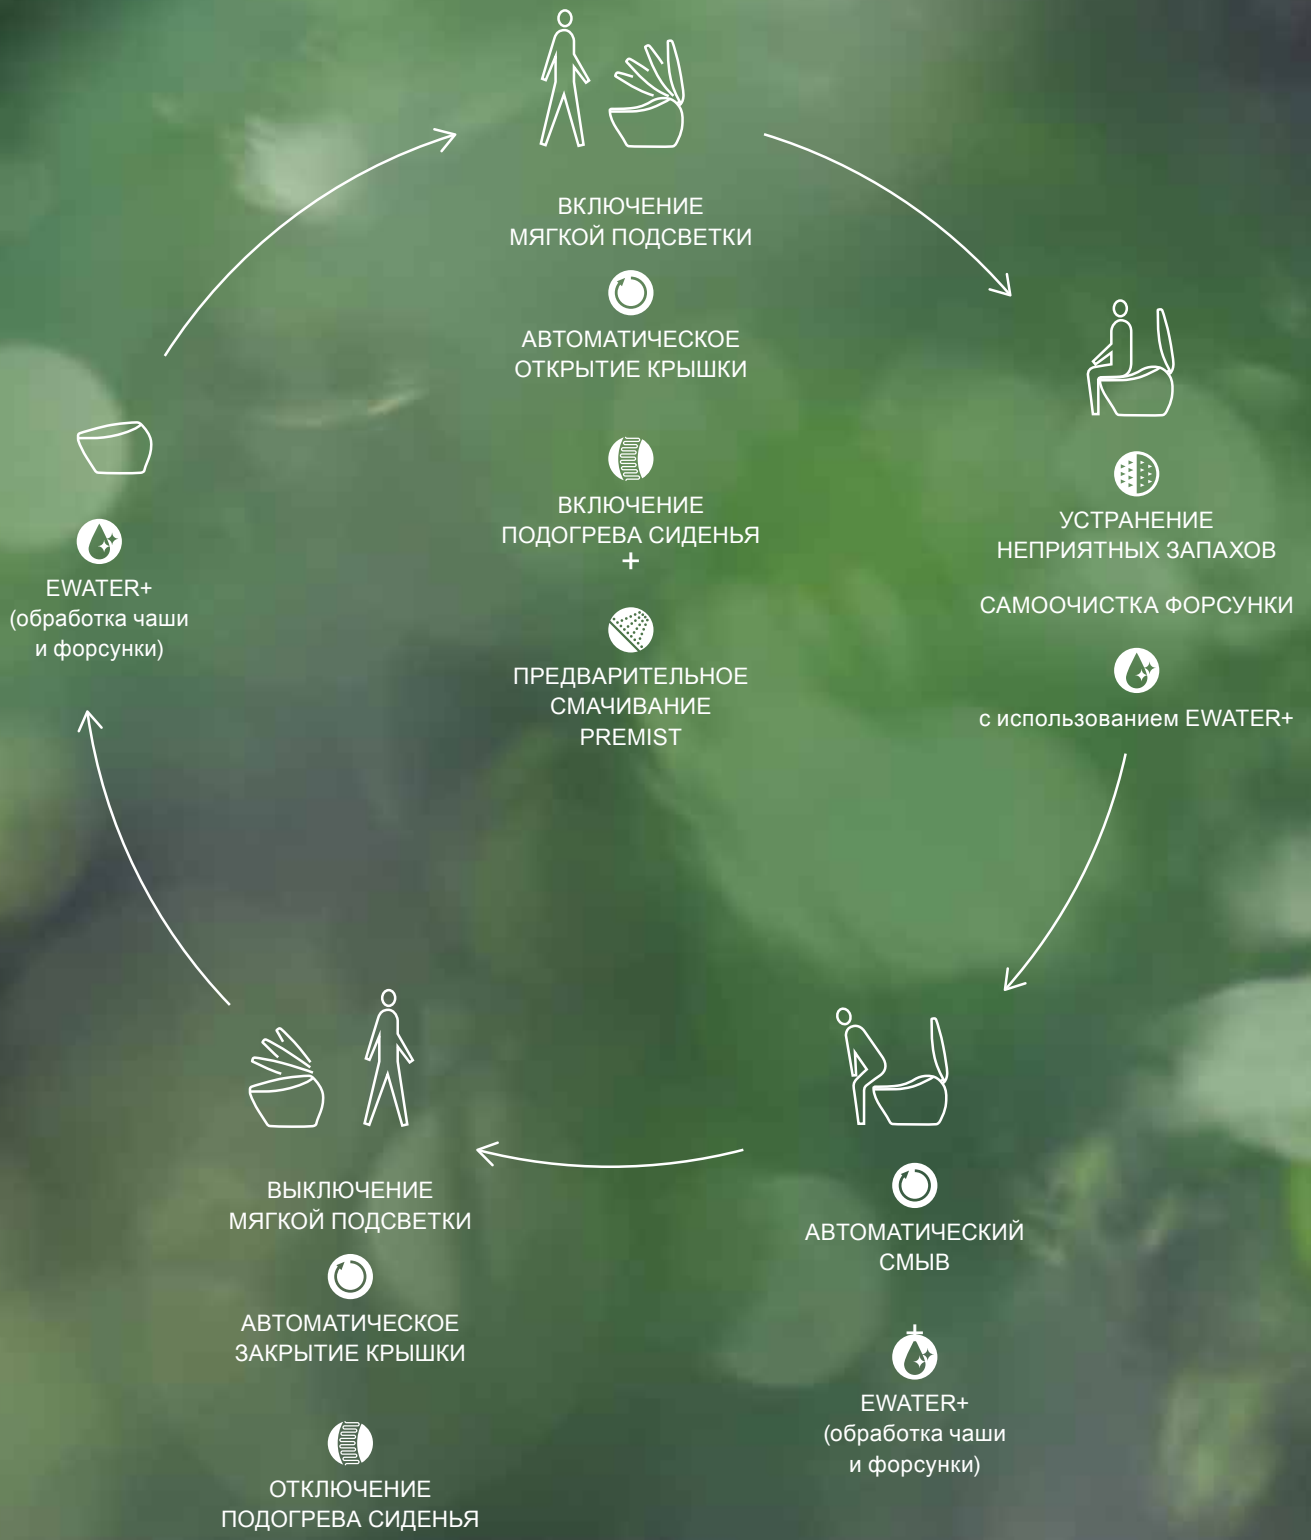 ВКЛЮЧЕНИЕ
МЯГКОЙ ПОДСВЕТКИ
АВТОМАТИЧЕСКОЕ
ОТКРЫТИЕ КРЫШКИ
ВКЛЮЧЕНИЕ
ПОДОГРЕВА СИДЕНЬЯ
+
ПРЕДВАРИТЕЛЬНОЕ
СМАЧИВАНИЕ
PREMIST
УСТРАНЕНИЕ
НЕПРИЯТНЫХ ЗАПАХОВ
САМООЧИСТКА ФОРСУНКИ
с использованием EWATER+
АВТОМАТИЧЕСКИЙ
СМЫВ
+
EWATER+
(обработка чаши
и форсунки)
ВЫКЛЮЧЕНИЕ
МЯГКОЙ ПОДСВЕТКИ
АВТОМАТИЧЕСКОЕ
ЗАКРЫТИЕ КРЫШКИ
ОТКЛЮЧЕНИЕ
ПОДОГРЕВА СИДЕНЬЯ
EWATER+
(обработка чаши
и форсунки)